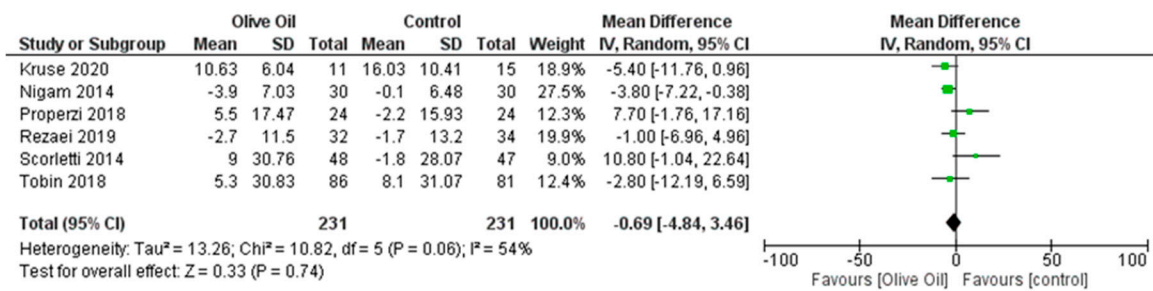 Olive Oil Control Mean Difference Mean Difference
Study or Subgroup Mean SD Total Mean SD Total Weight IV, Random, 95% CI IV, Random, 95% CI
Kruse 2020 10.63 6.04 11 16.03 10.41 15 18.9% -5.40 [-11.76, 0.96]
Nigam 2014 -3.9 7.03 30 -0.1 6.48 30 27.5% -3.80 [-7.22, -0.38]
Properzi 2018 5.5 17.47 24 -2.2 15.93 24 12.3% 7.70 [-1.76, 17.16]
Rezaei 2019 -2.7 11.5 32 -1.7 13.2 34 19.9% -1.00 [-6.96, 4.96]
Scorletti 2014 9 30.76 48 -1.8 28.07 47 9.0% 10.80 [-1.04, 22.64]
Tobin 2018 5.3 30.83 86 8.1 31.07 81 12.4% -2.80 [-12.19, 6.59]
Total (95% CI) 231 231 100.0% -0.69 [-4.84, 3.46]
Heterogeneity: Tau² = 13.26; Chi² = 10.82, df = 5 (P = 0.06); I² = 54%
Test for overall effect: Z = 0.33 (P = 0.74)
-100 -50 0 50 100
Favours [Olive Oil] Favours [control]